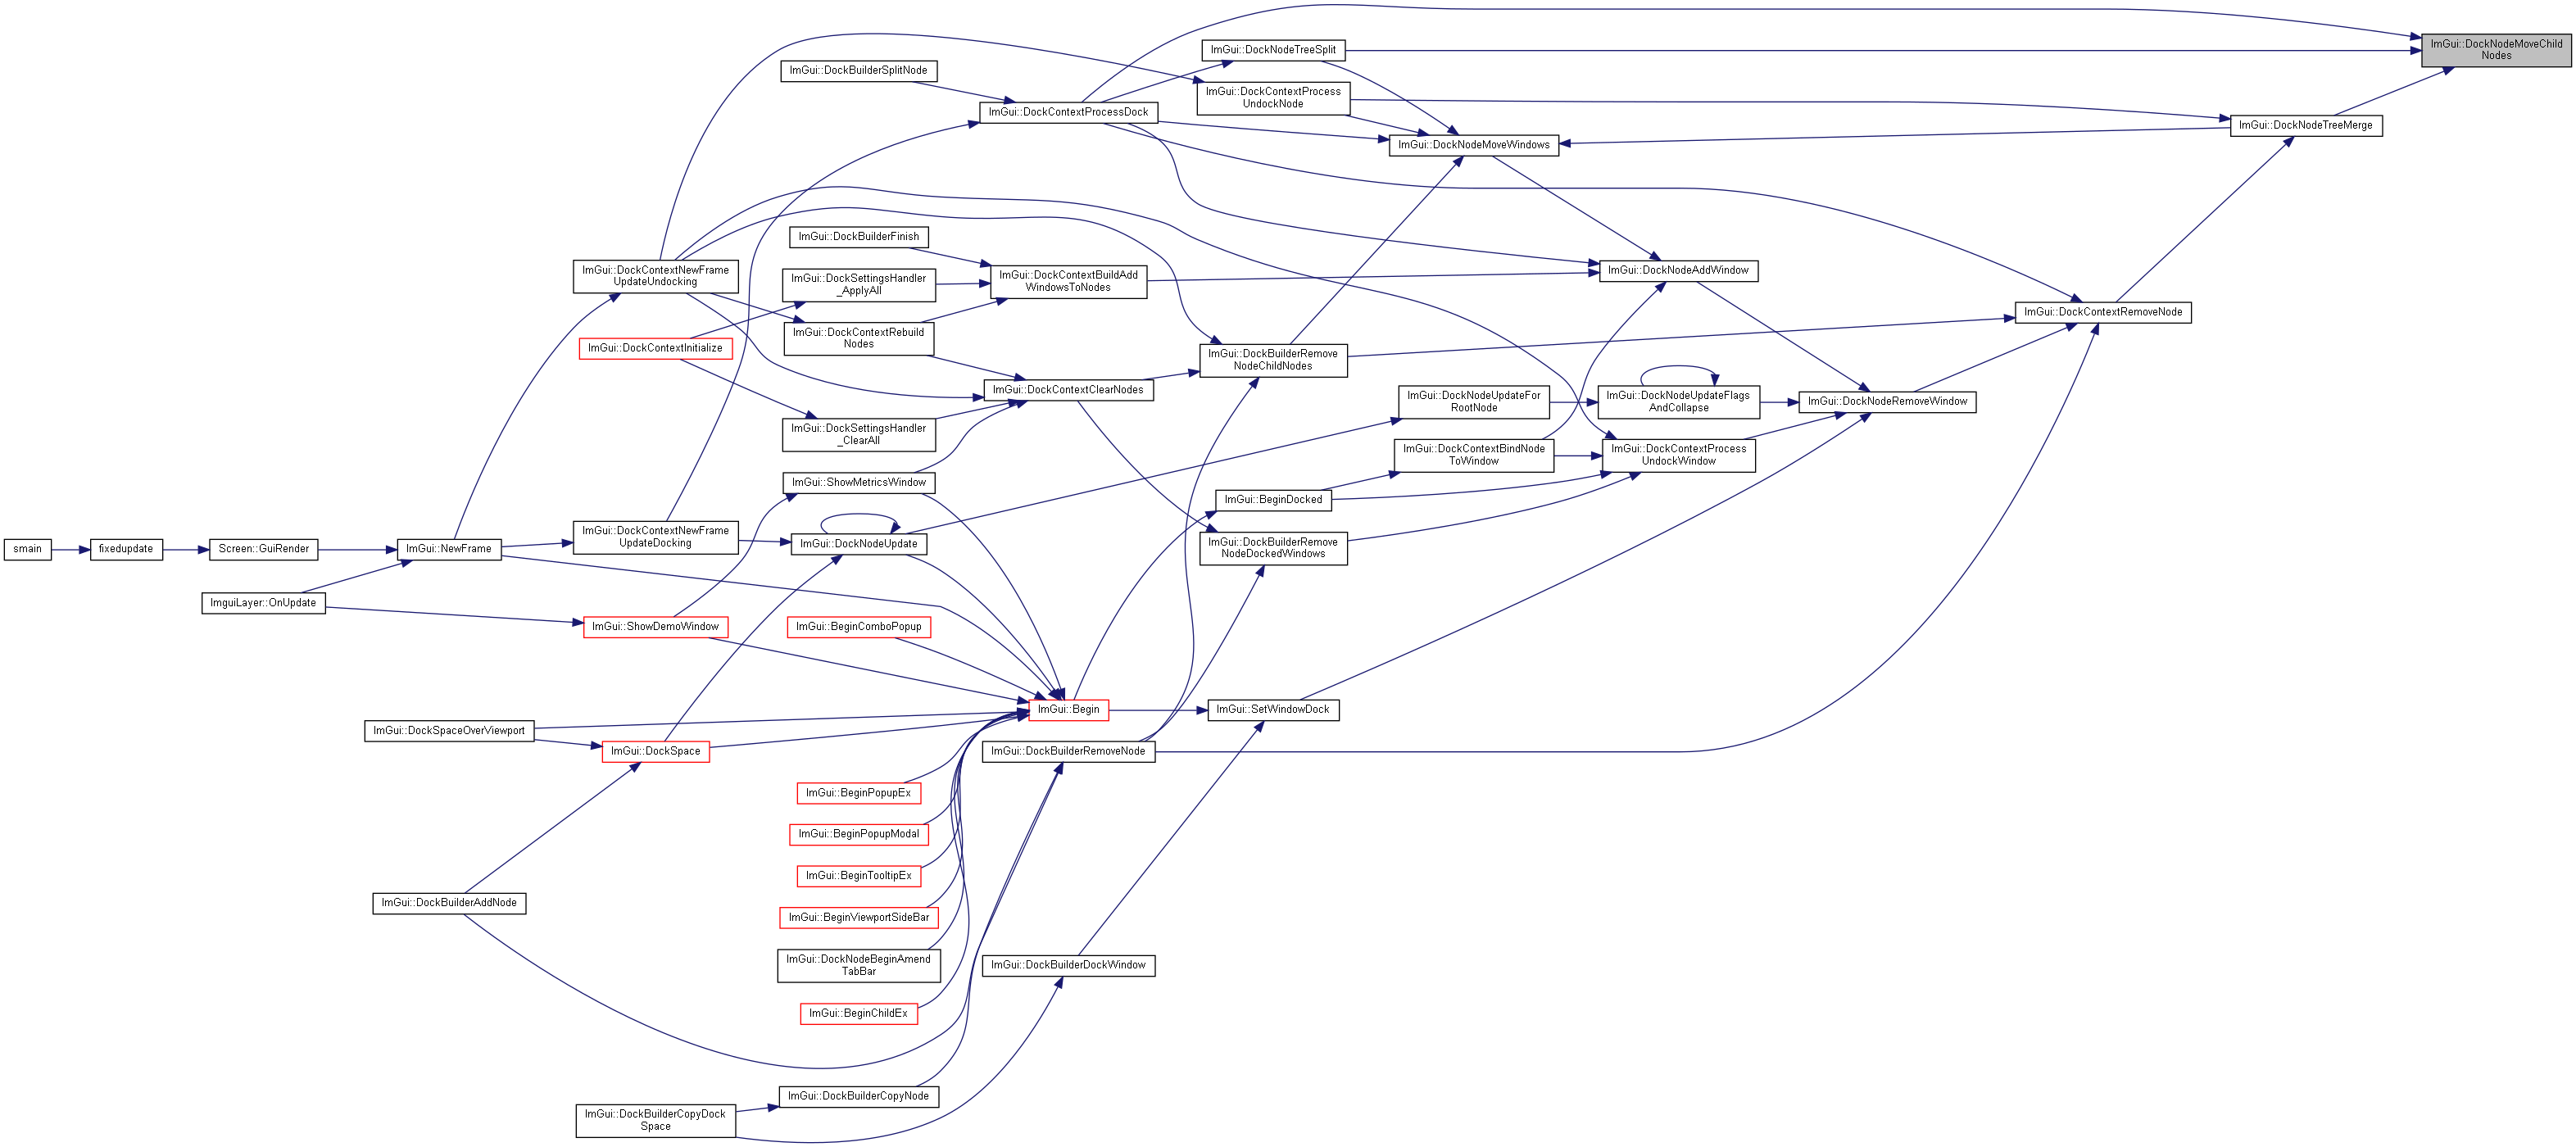 ImGui::DockNodeMoveChild
Nodes
ImGui::DockNodeTreeSplit
ImGui::DockBuilderSplitNode
ImGui::DockContextProcess
UndockNode
ImGui::DockContextProcessDock
ImGui::DockNodeTreeMerge
ImGui::DockNodeMoveWindows
ImGui::DockBuilderFinish
ImGui::DockContextNewFrame
UpdateUndocking
ImGui::DockSettingsHandler
_ApplyAll
ImGui::DockContextBuildAdd
WindowsToNodes
ImGui::DockNodeAddWindow
ImGui::DockContextRemoveNode
ImGui::DockContextRebuild
Nodes
ImGui::DockContextInitialize
ImGui::DockBuilderRemove
NodeChildNodes
ImGui::DockContextClearNodes
ImGui::DockNodeUpdateFor
RootNode
ImGui::DockNodeUpdateFlags
AndCollapse
ImGui::DockNodeRemoveWindow
ImGui::DockSettingsHandler
_ClearAll
ImGui::DockContextBindNode
ToWindow
ImGui::DockContextProcess
UndockWindow
ImGui::ShowMetricsWindow
ImGui::BeginDocked
ImGui::DockContextNewFrame
UpdateDocking
ImGui::DockNodeUpdate
ImGui::DockBuilderRemove
NodeDockedWindows
smain
fixedupdate
Screen::GuiRender
ImGui::NewFrame
ImguiLayer::OnUpdate
ImGui::ShowDemoWindow
ImGui::BeginComboPopup
ImGui::Begin
ImGui::SetWindowDock
ImGui::DockSpaceOverViewport
ImGui::DockSpace
ImGui::DockBuilderRemoveNode
ImGui::BeginPopupEx
ImGui::BeginPopupModal
ImGui::BeginTooltipEx
ImGui::DockBuilderAddNode
ImGui::BeginViewportSideBar
ImGui::DockNodeBeginAmend
TabBar
ImGui::DockBuilderDockWindow
ImGui::BeginChildEx
ImGui::DockBuilderCopyNode
ImGui::DockBuilderCopyDock
Space